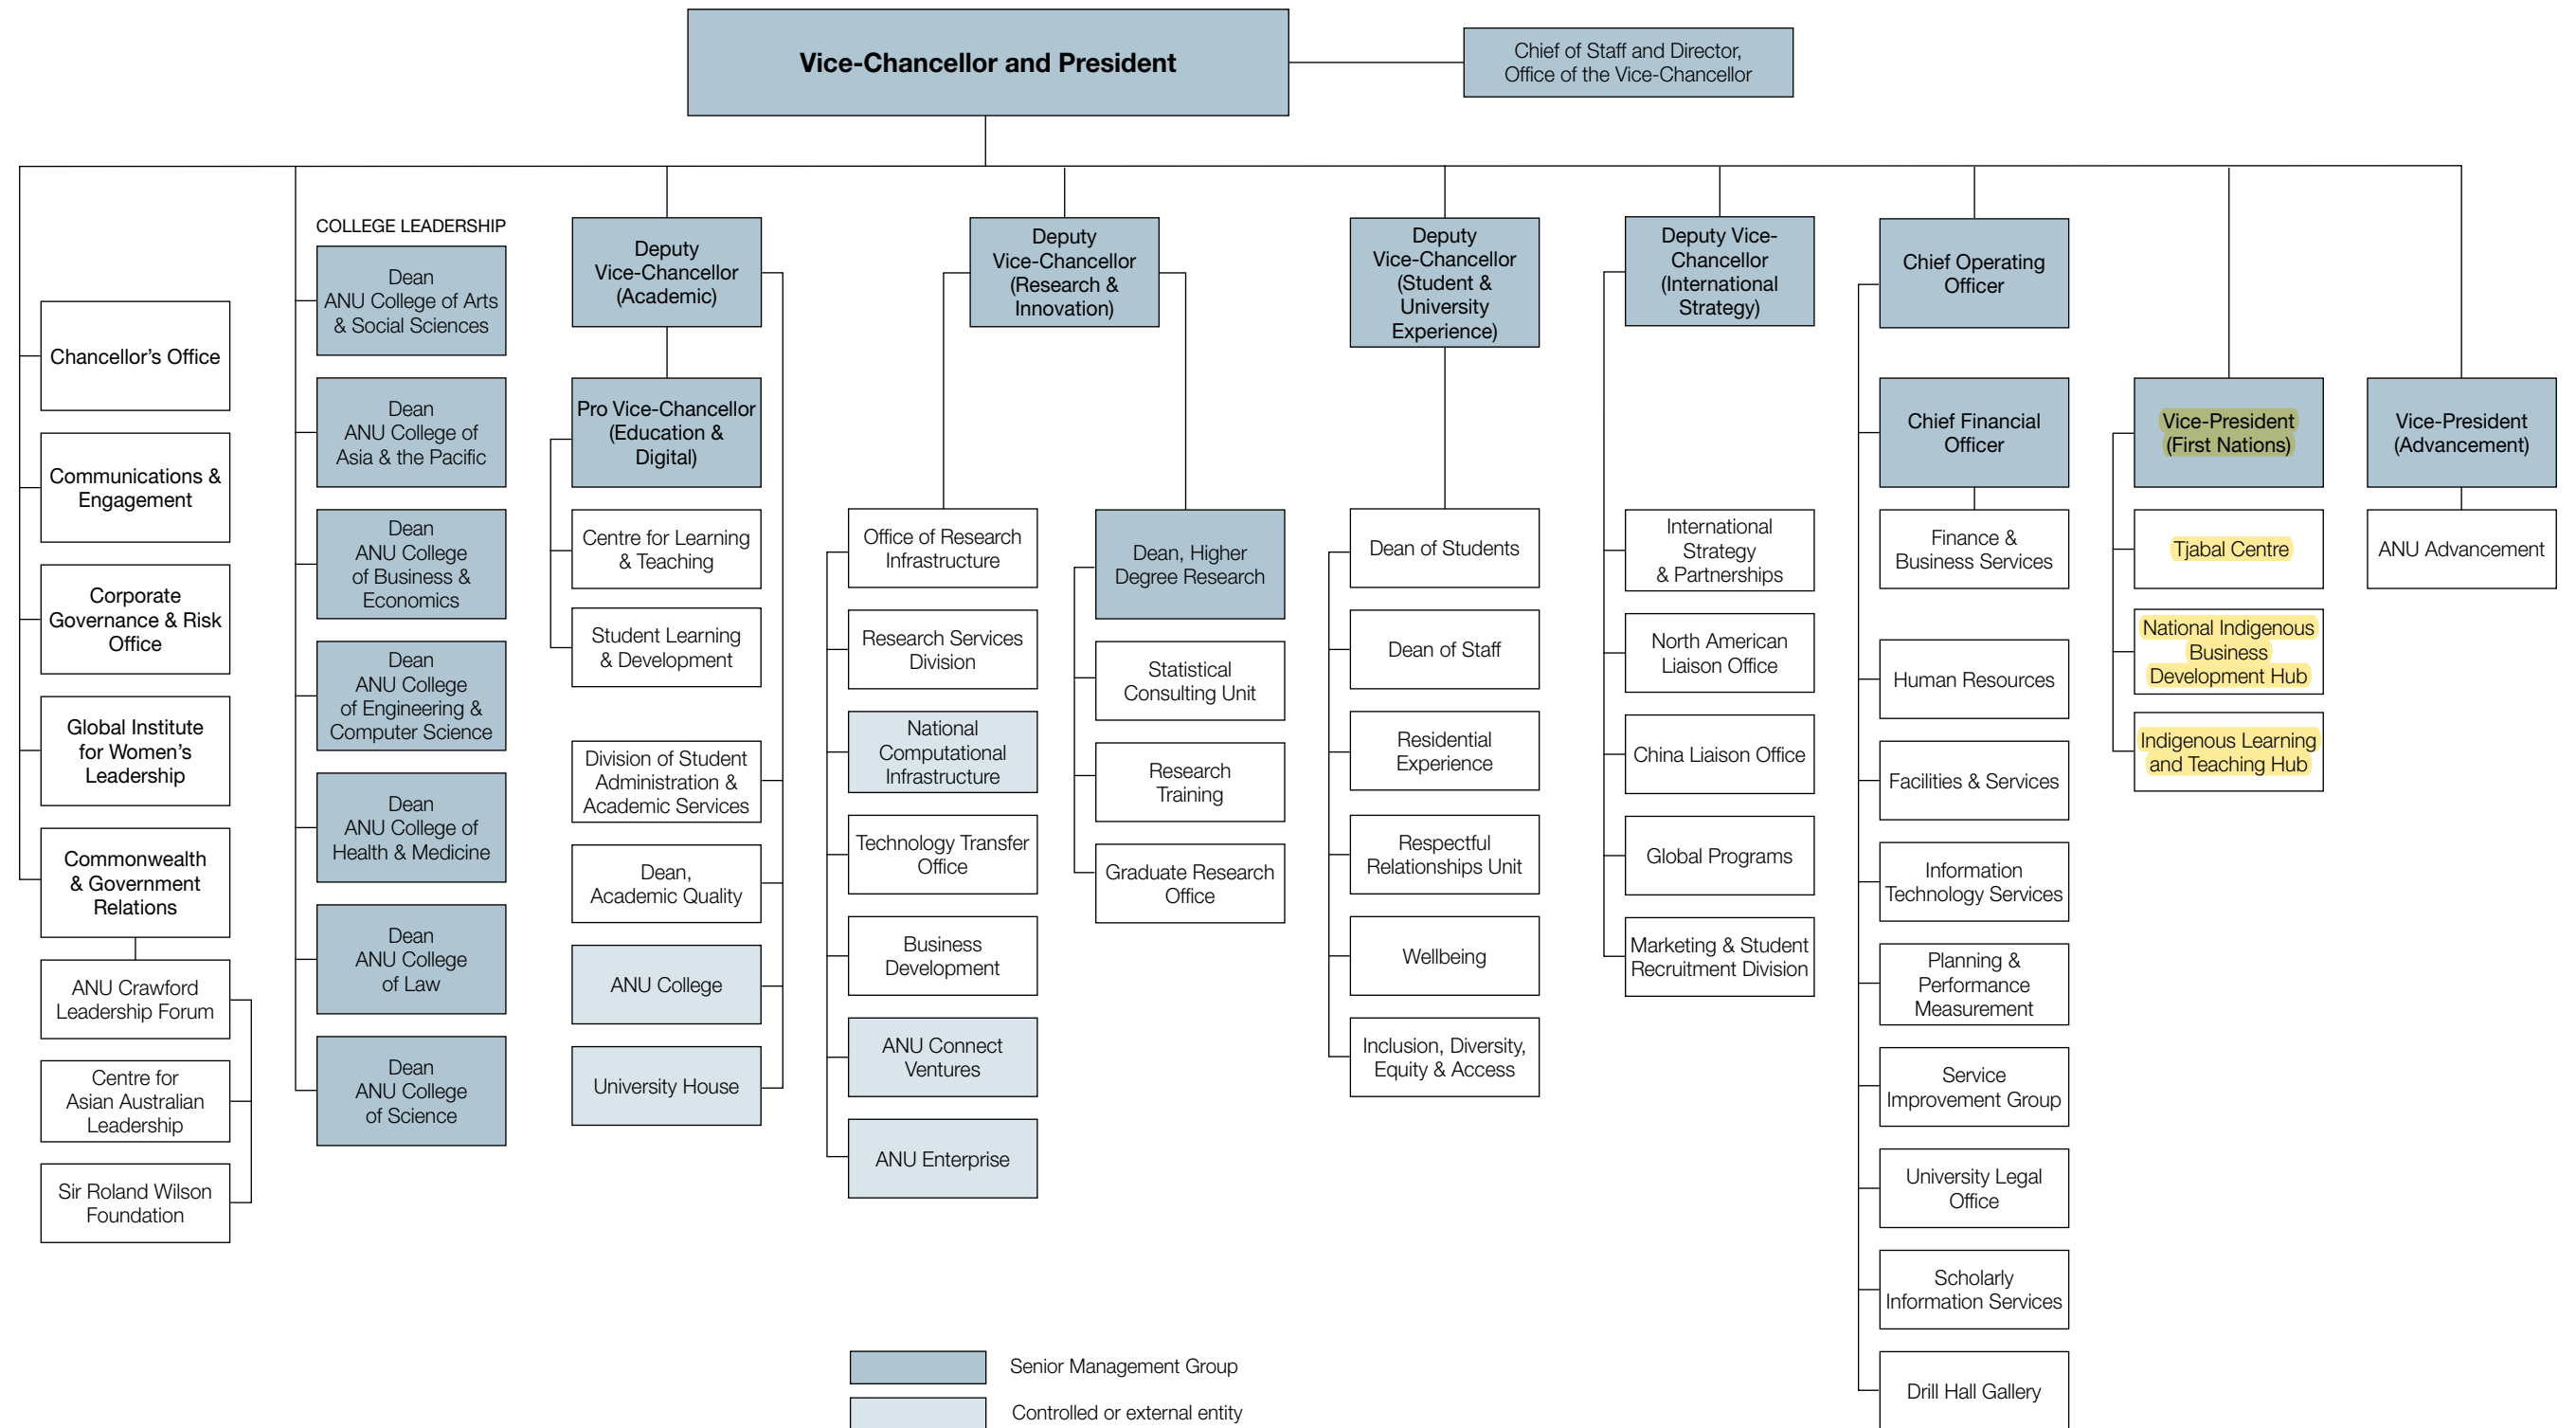 Vice-Chancellor and President
Chief of Staff and Director,
Office of the Vice-Chancellor
Chancellor’s Office
Communications &
Engagement
Corporate
Governance & Risk
Office
Global Institute
for Women’s
Leadership
Commonwealth
& Government
Relations
ANU Crawford
Leadership Forum
Centre for
Asian Australian
Leadership
Sir Roland Wilson
Foundation
COLLEGE LEADERSHIP
Dean
ANU College of Arts
& Social Sciences
Dean
ANU College of
Asia & the Pacific
Dean
ANU College
of Business &
Economics
Dean
ANU College
of Engineering &
Computer Science
Dean
ANU College of
Health & Medicine
Dean
ANU College
of Law
Dean
ANU College
of Science
Deputy
Vice-Chancellor
(Academic)
Pro Vice-Chancellor
(Education &
Digital)
Centre for Learning
& Teaching
Student Learning
& Development
Division of Student
Administration &
Academic Services
Dean,
Academic Quality
ANU College
University House
Deputy
Vice-Chancellor
(Research &
Innovation)
Office of Research
Infrastructure
Research Services
Division
National
Computational
Infrastructure
Technology Transfer
Office
Business
Development
ANU Connect
Ventures
ANU Enterprise
Dean, Higher
Degree Research
Statistical
Consulting Unit
Research
Training
Graduate Research
Office
Deputy
Vice-Chancellor
(Student &
University
Experience)
Dean of Students
Dean of Staff
Residential
Experience
Respectful
Relationships Unit
Wellbeing
Inclusion, Diversity,
Equity & Access
Deputy Vice-
Chancellor
(International
Strategy)
International
Strategy
& Partnerships
North American
Liaison Office
China Liaison Office
Global Programs
Marketing & Student
Recruitment Division
Chief Operating
Officer
Chief Financial
Officer
Finance &
Business Services
Human Resources
Facilities & Services
Information
Technology Services
Planning &
Performance
Measurement
Service
Improvement Group
University Legal
Office
Scholarly
Information Services
Drill Hall Gallery
Vice-President
(First Nations)
Tjabal Centre
National Indigenous
Business
Development Hub
Indigenous Learning
and Teaching Hub
Vice-President
(Advancement)
ANU Advancement
Senior Management Group
Controlled or external entity